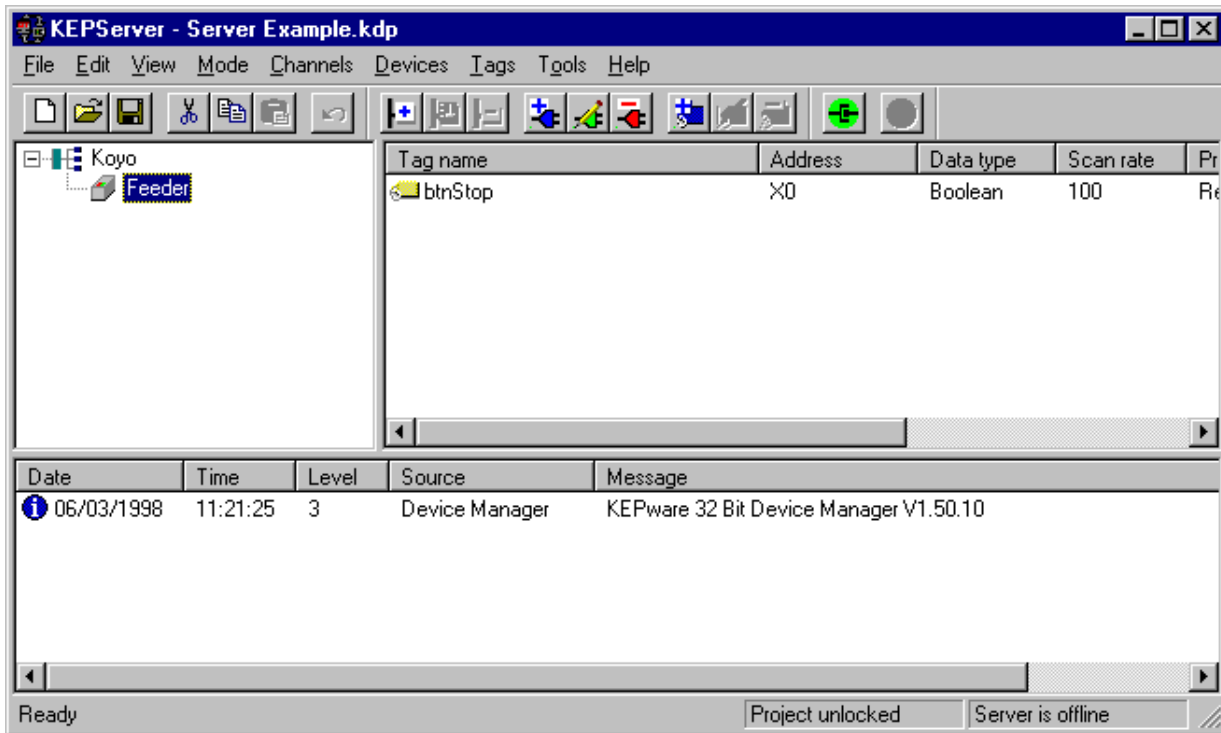 KEPServer - Server Example.kdp
File Edit View Mode Channels Devices Tags Tools Help
Koyo
Feeder
Tag name Address Data type Scan rate Pr
btnStop X0 Boolean 100 Re
Date Time Level Source Message
06/03/1998 11:21:25 3 Device Manager KEPware 32 Bit Device Manager V1.50.10
Ready Project unlocked Server is offline